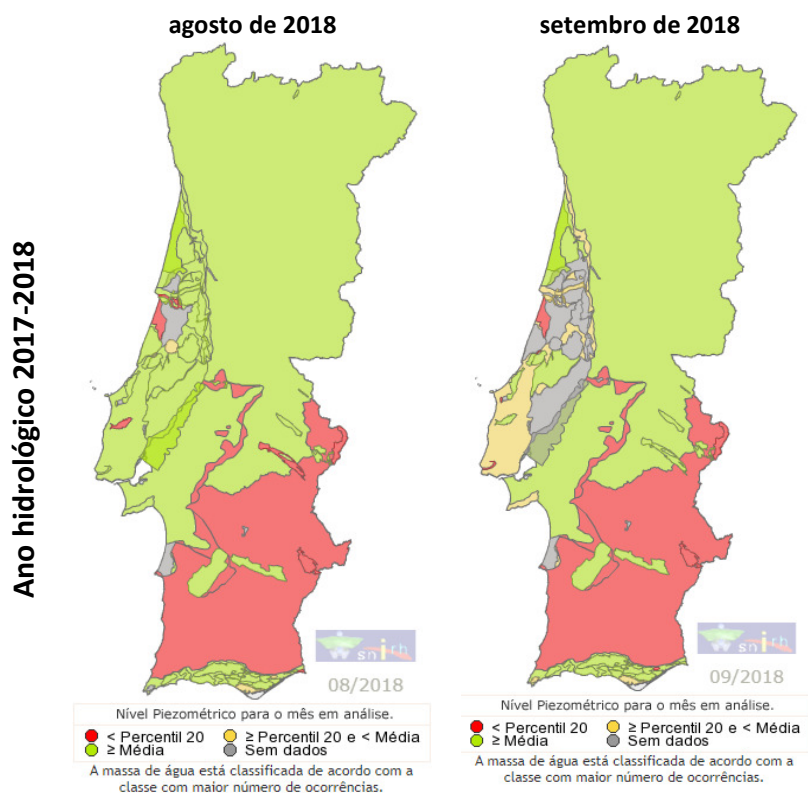 agosto de 2018
setembro de 2018
Ano hidrológico 2017-2018
snirh
08/2018
Nível Piezométrico para o mês em análise.
< Percentil 20
≥ Percentil 20 e < Média
≥ Média
Sem dados
A massa de água está classificada de acordo com a
classe com maior número de ocorrências.
snirh
09/2018
Nível Piezométrico para o mês em análise.
< Percentil 20
≥ Percentil 20 e < Média
≥ Média
Sem dados
A massa de água está classificada de acordo com a
classe com maior número de ocorrências.